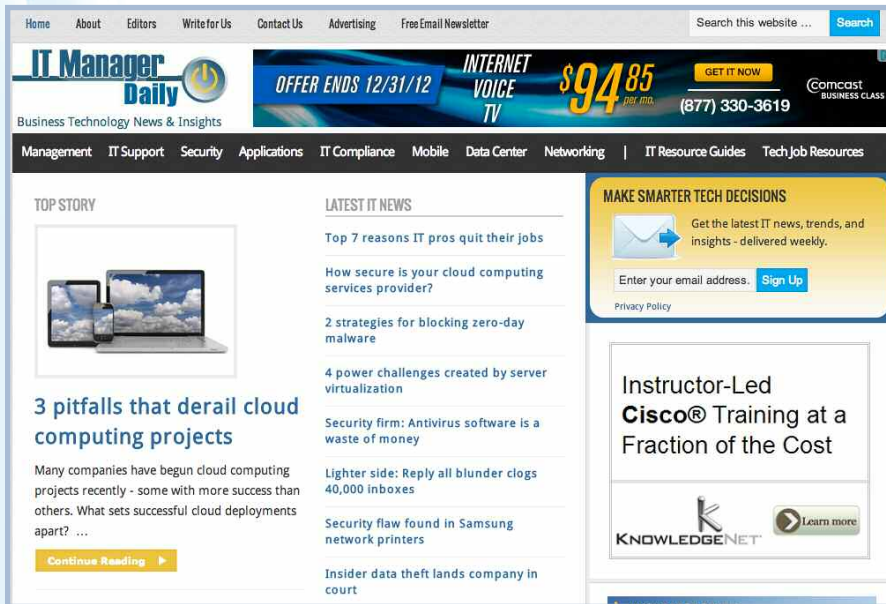 Home About Editors Write for Us Contact Us Advertising Free Email Newsletter Search this website ... Search
IT Manager
Daily
Business Technology News & Insights
OFFER ENDS 12/31/12
INTERNET
VOICE
TV
$94.85
per mo.
GET IT NOW
(877) 330-3619
Comcast
BUSINESS CLASS
Management IT Support Security Applications IT Compliance Mobile Data Center Networking | IT Resource Guides Tech Job Resources
TOP STORY
3 pitfalls that derail cloud
computing projects
Many companies have begun cloud computing
projects recently - some with more success than
others. What sets successful cloud deployments
apart? ...
Continue Reading
LATEST IT NEWS
Top 7 reasons IT pros quit their jobs
How secure is your cloud computing
services provider?
2 strategies for blocking zero-day
malware
4 power challenges created by server
virtualization
Security firm: Antivirus software is a
waste of money
Lighter side: Reply all blunder clogs
40,000 inboxes
Security flaw found in Samsung
network printers
Insider data theft lands company in
court
MAKE SMARTER TECH DECISIONS
Get the latest IT news, trends, and
insights - delivered weekly.
Enter your email address. Sign Up
Privacy Policy
Instructor-Led
Cisco® Training at a
Fraction of the Cost
KNOWLEDGENET
Learn more